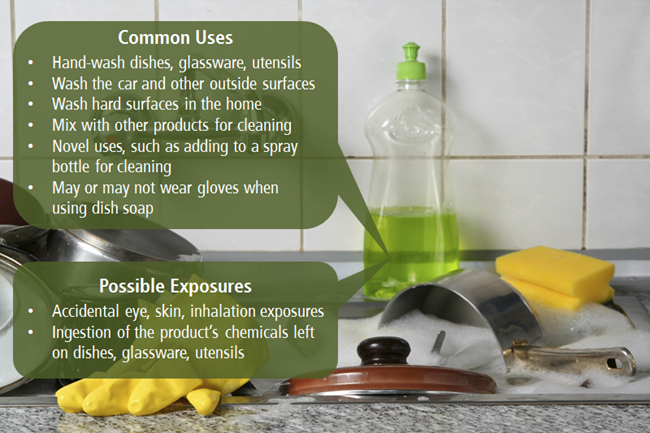 Common Uses
• Hand-wash dishes, glassware, utensils
• Wash the car and other outside surfaces
• Wash hard surfaces in the home
• Mix with other products for cleaning
• Novel uses, such as adding to a spray
bottle for cleaning
• May or may not wear gloves when
using dish soap
Possible Exposures
• Accidental eye, skin, inhalation exposures
• Ingestion of the product's chemicals left
on dishes, glassware, utensils